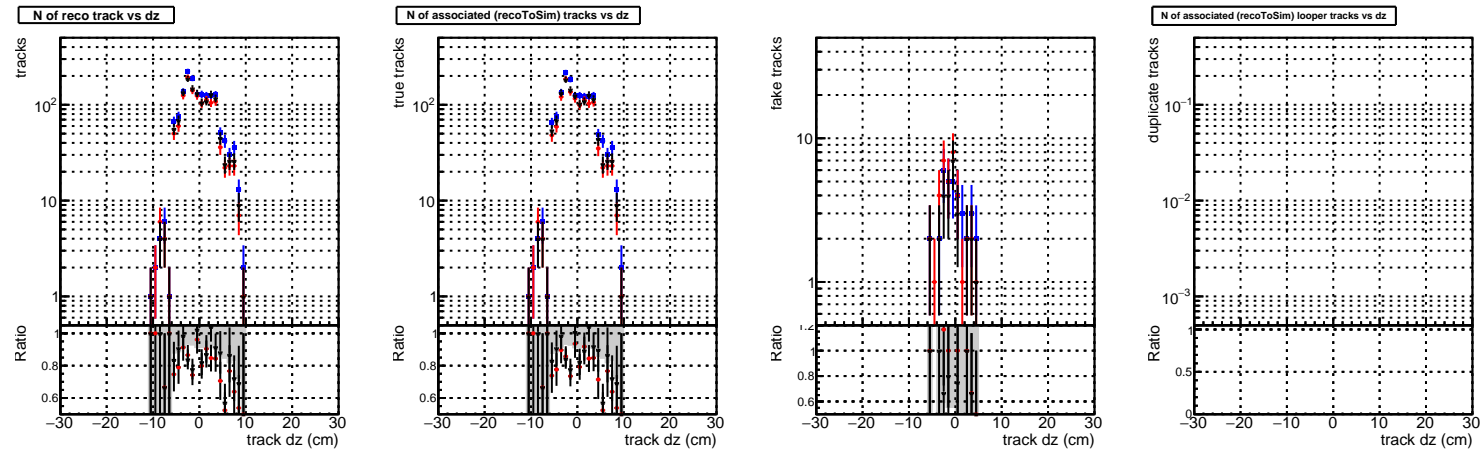 N of reco track vs dz
tracks
10²
10
1
Ratio
1
0.8
0.6
−30 −20 −10 0 10 20 30
track dz (cm)
N of associated (recoToSim) tracks vs dz
true tracks
10²
10
1
Ratio
1
0.8
0.6
−30 −20 −10 0 10 20 30
track dz (cm)
fake tracks
10
1
Ratio
1.2
1
0.8
0.6
−30 −20 −10 0 10 20 30
track dz (cm)
N of associated (recoToSim) looper tracks vs dz
duplicate tracks
10⁻¹
10⁻²
10⁻³
Ratio
1
0.5
0
−30 −20 −10 0 10 20 30
track dz (cm)